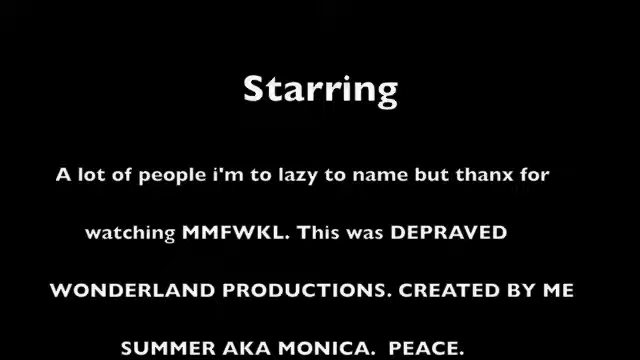 Starring
A lot of people i'm to lazy to name but thanx for
watching MMFWKL. This was DEPRAVED
WONDERLAND PRODUCTIONS. CREATED BY ME
SUMMER AKA MONICA.  PEACE.